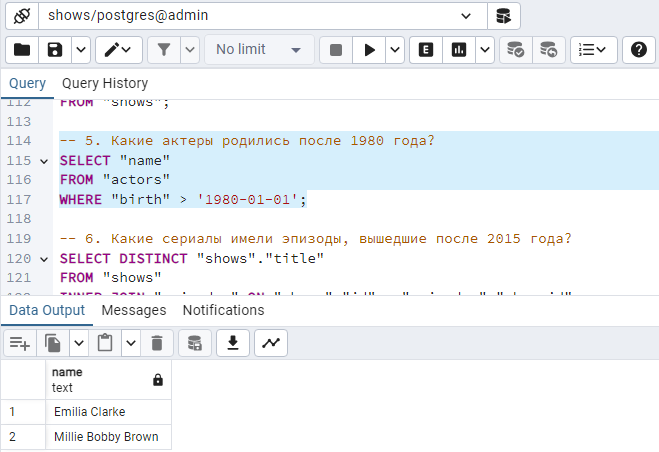 shows/postgres@admin
No limit
Query Query History
112 FROM "shows";
113
114 -- 5. Какие актеры родились после 1980 года?
115 SELECT "name"
116 FROM "actors"
117 WHERE "birth" > '1980-01-01';
118
119 -- 6. Какие сериалы имели эпизоды, вышедшие после 2015 года?
120 SELECT DISTINCT "shows"."title"
121 FROM "shows"
Data Output Messages Notifications
name
text
1 Emilia Clarke
2 Millie Bobby Brown